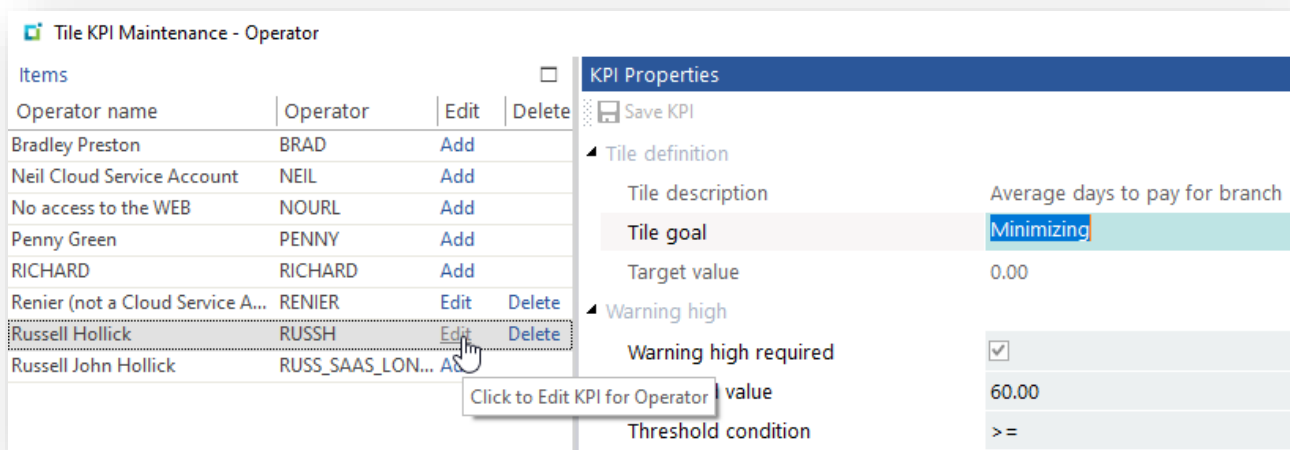 Tile KPI Maintenance - Operator
Items
Operator name Operator Edit Delete
Bradley Preston BRAD Add
Neil Cloud Service Account NEIL Add
No access to the WEB NOURL Add
Penny Green PENNY Add
RICHARD RICHARD Add
Renier (not a Cloud Service A... RENIER Edit Delete
Russell Hollick RUSSH Edit Delete
Russell John Hollick RUSS_SAAS_LON...
Click to Edit KPI for Operator
KPI Properties
Save KPI
Tile definition
Tile description Average days to pay for branch
Tile goal Minimizing
Target value 0.00
Warning high
Warning high required
value 60.00
Threshold condition >=